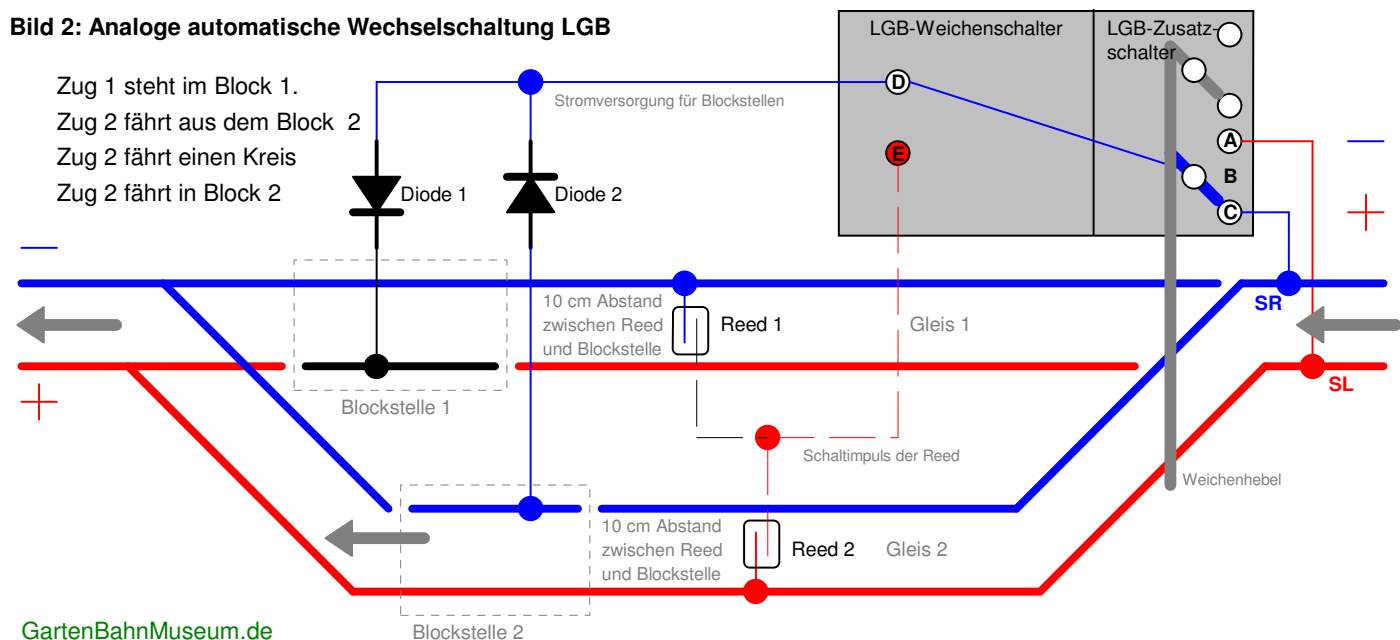 Bild 2: Analoge automatische Wechselschaltung LGB
Zug 1 steht im Block 1.
Zug 2 fährt aus dem Block 2
Zug 2 fährt einen Kreis
Zug 2 fährt in Block 2
LGB-Weichenschalter
LGB-Zusatz-
schalter
D
Stromversorgung für Blockstellen
E
A
B
C
Diode 1
Diode 2
—
+
—
+
10 cm Abstand
zwischen Reed
und Blockstelle
Reed 1
Gleis 1
SR
SL
Blockstelle 1
Schaltimpuls der Reed
Weichenhebel
10 cm Abstand
zwischen Reed
und Blockstelle
Reed 2
Gleis 2
Blockstelle 2
GartenBahnMuseum.de